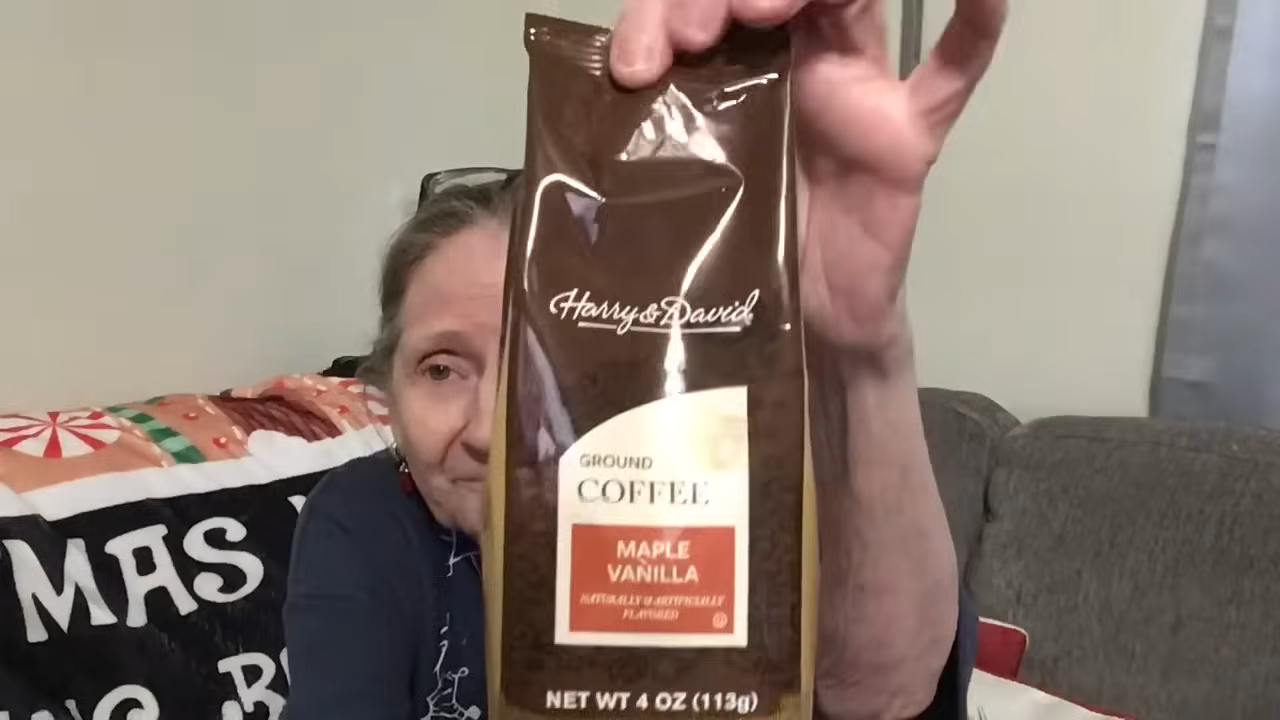 Harry & David
GROUND
COFFEE
MAPLE
VANILLA
NATURALLY & ARTIFICIALLY
FLAVORED
NET WT 4 OZ (113g)
'MAS